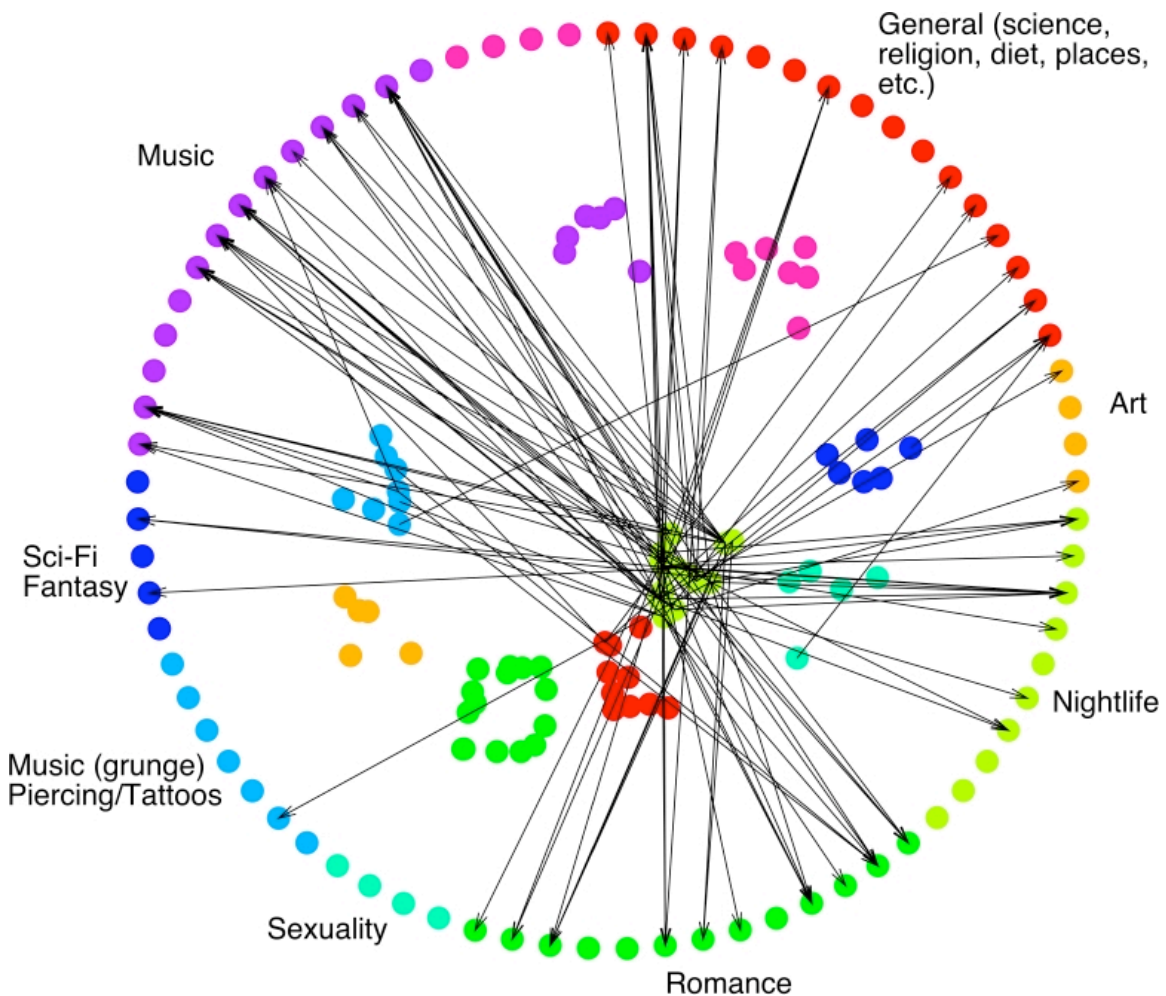 General (science,
religion, diet, places,
etc.)
Music
Art
Sci-Fi
Fantasy
Nightlife
Music (grunge)
Piercing/Tattoos
Sexuality
Romance